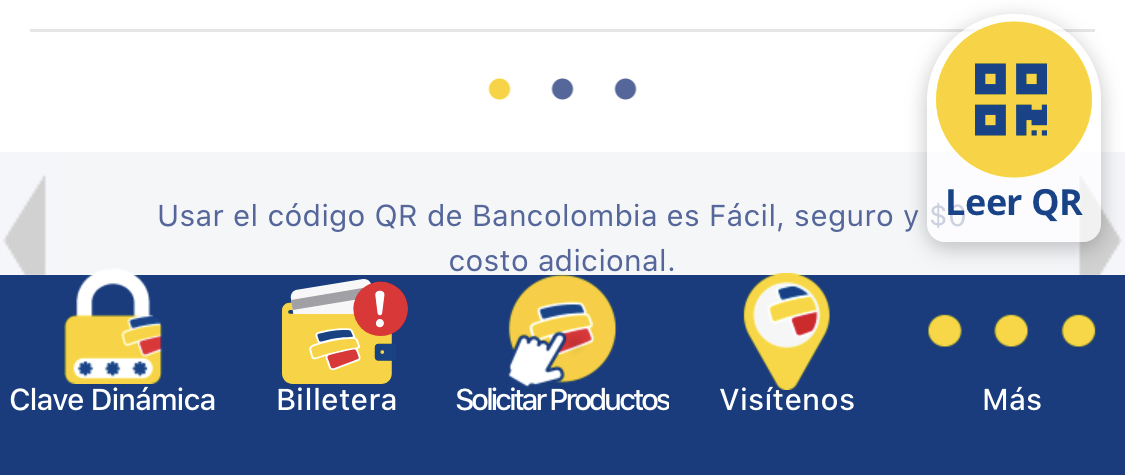 Usar el código QR de Bancolombia es Fácil, seguro y $0
costo adicional.
Leer QR
Clave Dinámica
Billetera
Solicitar Productos
Visítenos
Más